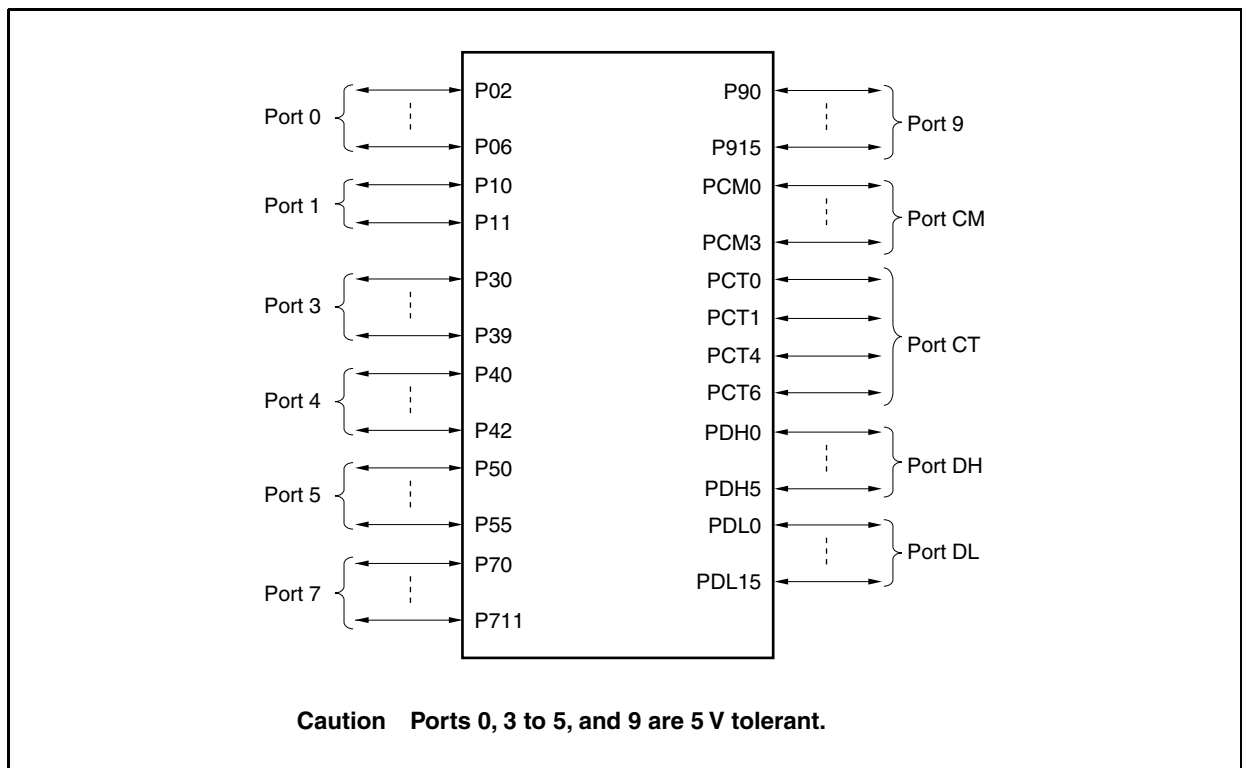 Port 0
P02
P06
Port 1
P10
P11
Port 3
P30
P39
Port 4
P40
P42
Port 5
P50
P55
Port 7
P70
P711
P90
P915
Port 9
PCM0
PCM3
Port CM
PCT0
PCT1
PCT4
PCT6
Port CT
PDH0
PDH5
Port DH
PDL0
PDL15
Port DL
Caution Ports 0, 3 to 5, and 9 are 5 V tolerant.